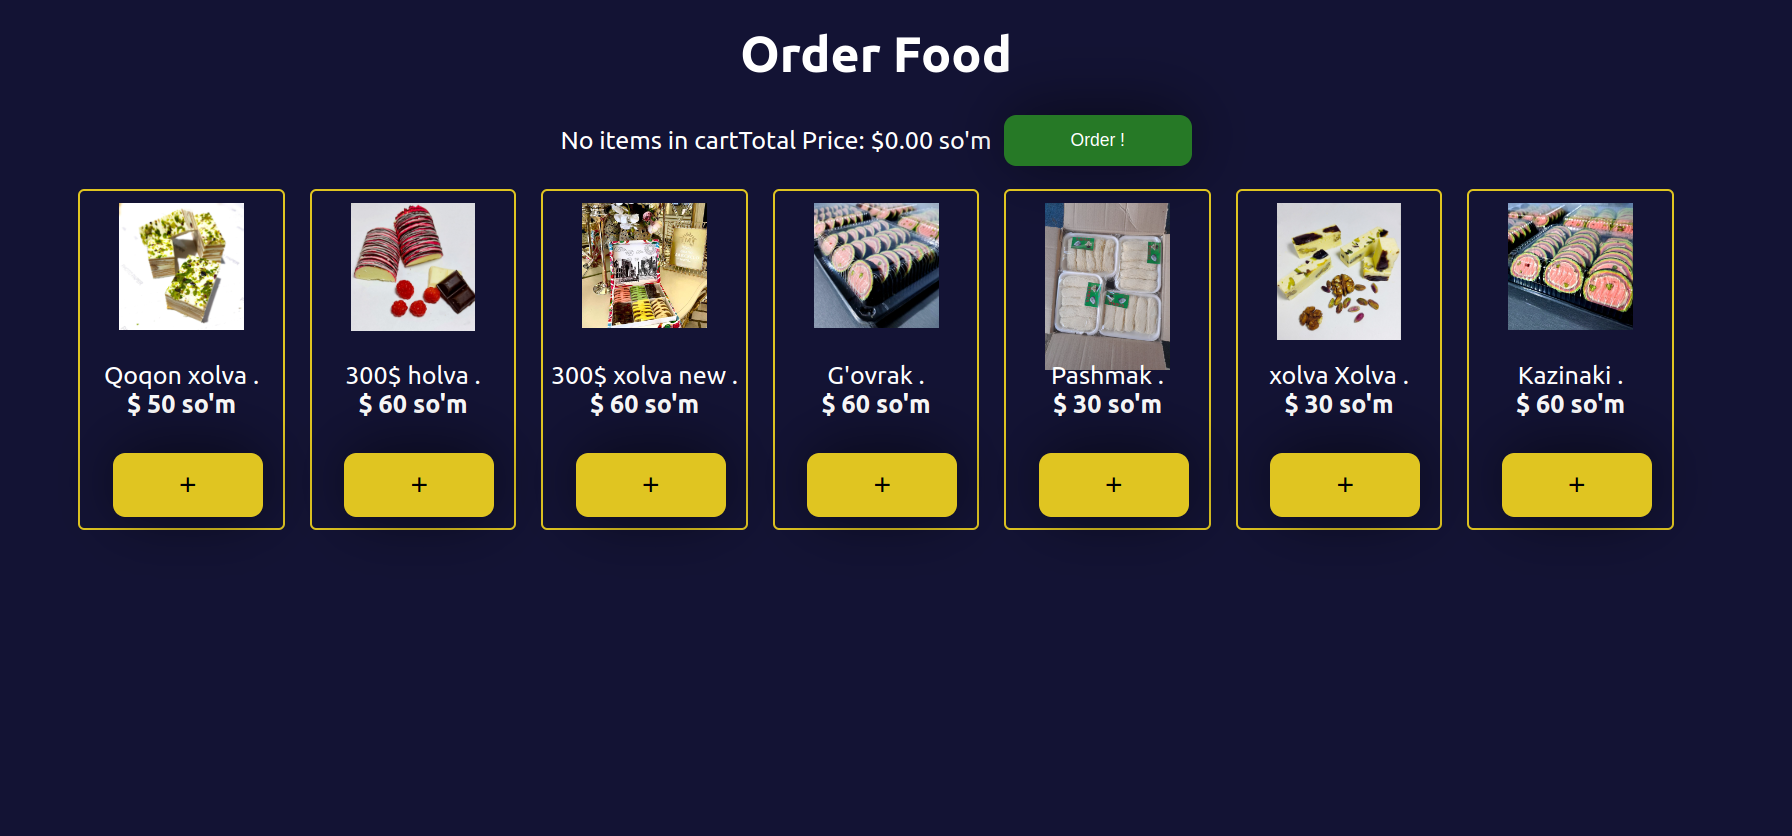 Order Food
No items in cartTotal Price: $0.00 so'm
Order !
Qoqon xolva .
$ 50 so'm
+
300$ holva .
$ 60 so'm
+
300$ xolva new .
$ 60 so'm
+
G'ovrak .
$ 60 so'm
+
Pashmak .
$ 30 so'm
+
xolva Xolva .
$ 30 so'm
+
Kazinaki .
$ 60 so'm
+